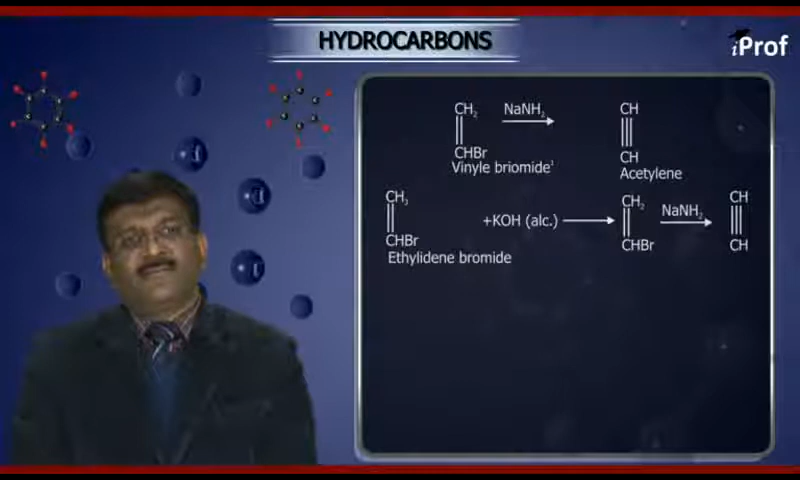 HYDROCARBONS
iProf
CH₂ NaNH₂ CH
CHBr CH
Vinyle briomide¹
Acetylene
CH₃ CH₂ NaNH₂ CH
+KOH (alc.)
CHBr CHBr CH
Ethylidene bromide